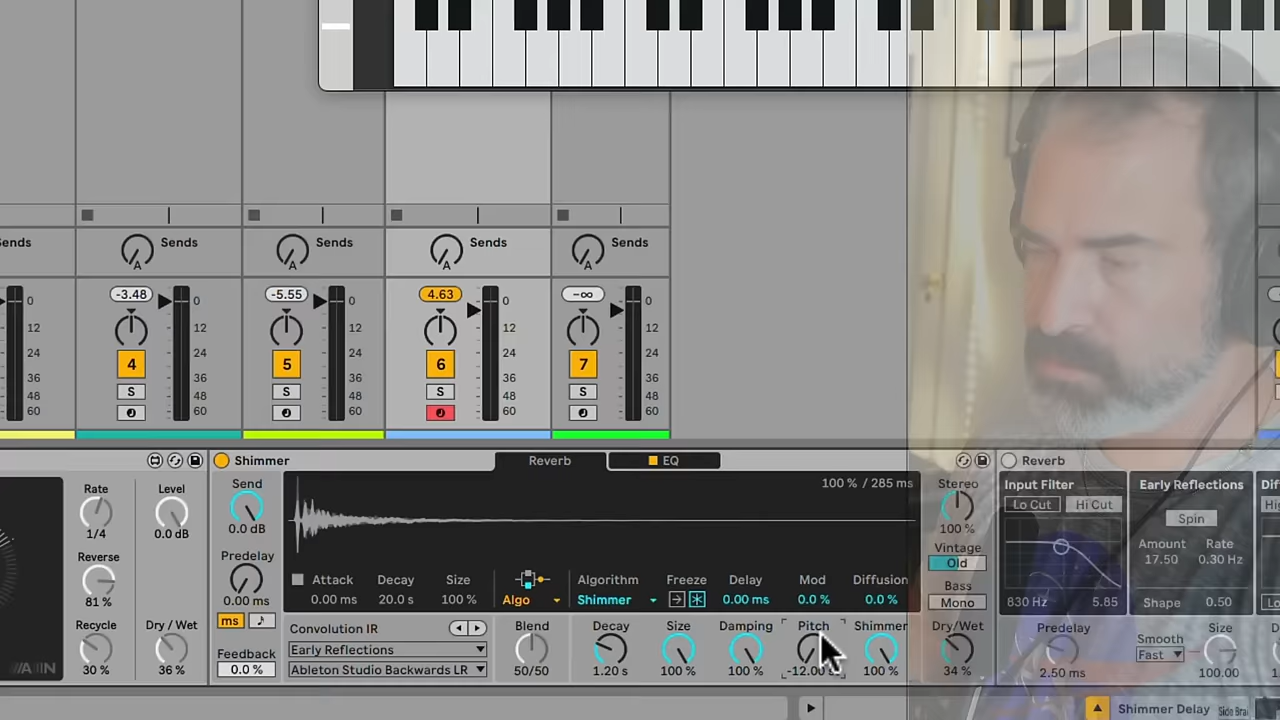 ends
Sends
Sends
Sends
Sends
A
A
A
A
-3.48
-5.55
4.63
-∞
0
12
24
36
48
60
0
12
24
36
48
60
0
12
24
36
48
60
0
12
24
36
48
60
0
12
24
36
48
60
4
5
6
7
S
S
S
S
Shimmer
Reverb
EQ
Reverb
Rate
1/4
Level
0.0 dB
Reverse
81 %
Recycle
30 %
Dry / Wet
36 %
Send
0.0 dB
Predelay
0.00 ms
ms
Feedback
0.0 %
100 % / 285 ms
Attack
0.00 ms
Decay
20.0 s
Size
100 %
Algo
Algorithm
Shimmer
Freeze
Delay
0.00 ms
Mod
0.0 %
Diffusion
0.0 %
Convolution IR
Early Reflections
Ableton Studio Backwards LR
Blend
50/50
Decay
1.20 s
Size
100 %
Damping
100 %
Pitch
-12.00
Shimmer
100 %
Stereo
100 %
Vintage
Old
Bass
Mono
Dry/Wet
34 %
Input Filter
Lo Cut
Hi Cut
830 Hz
5.85
Early Reflections
Spin
Amount
17.50
Rate
0.30 Hz
Shape
0.50
Predelay
2.50 ms
Smooth
Fast
Size
100.00
Shimmer Delay